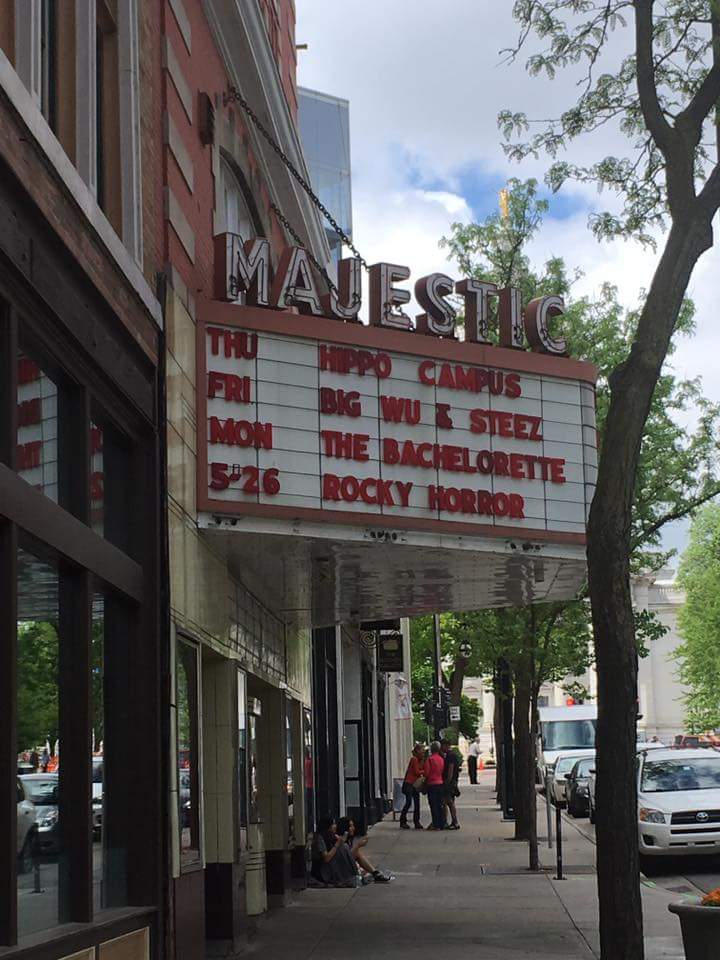 MAJESTIC
THU HIPPO CAMPUS
FRI BIG WU & STEEZ
MON THE BACHELORETTE
5-26 ROCKY HORROR